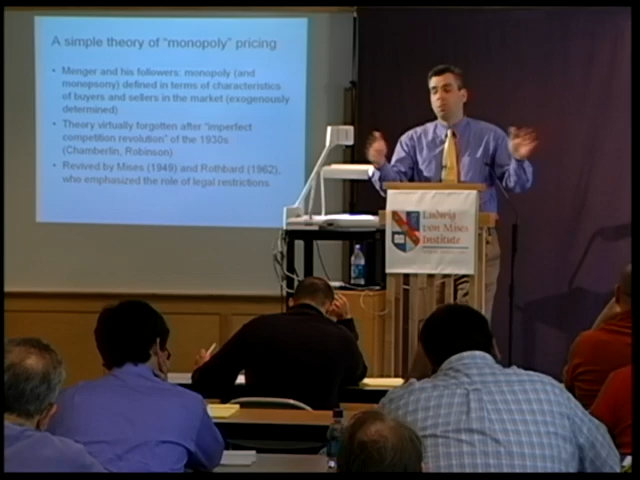 A simple theory of "monopoly" pricing
• Menger and his followers: monopoly (and
monopsony) defined in terms of characteristics
of buyers and sellers in the market (exogenously
determined)
• Theory virtually forgotten after "imperfect
competition revolution" of the 1930s
(Chamberlin, Robinson)
• Revived by Mises (1949) and Rothbard (1962),
who emphasized the role of legal restrictions
Ludwig
von Mises
Institute